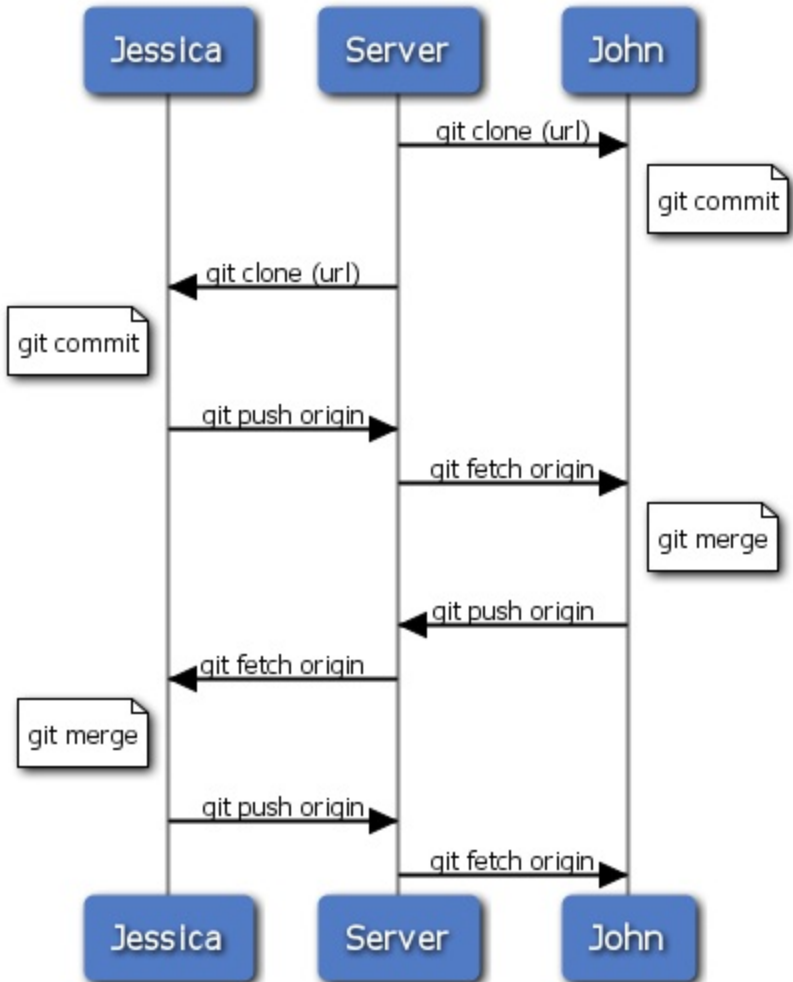 Jessica
Server
John
git clone (url)
git commit
git clone (url)
git commit
git push origin
git fetch origin
git merge
git push origin
git fetch origin
git merge
git push origin
git fetch origin
Jessica
Server
John